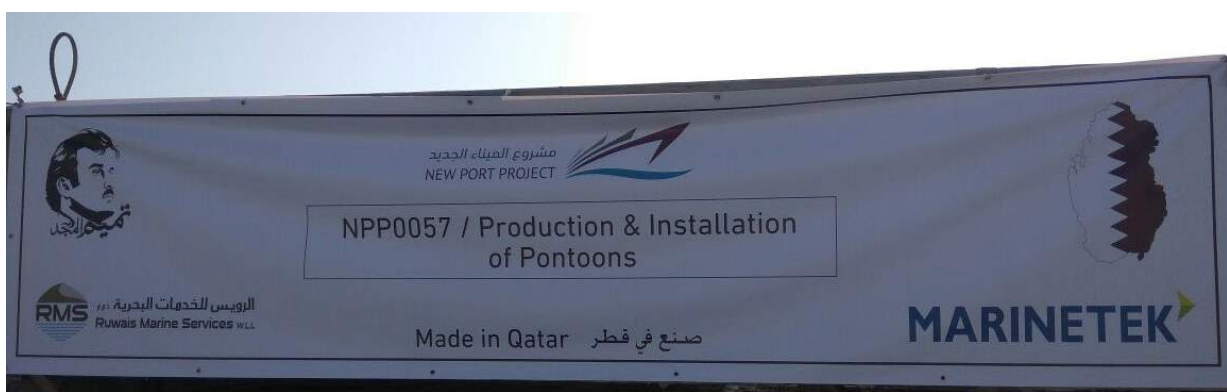 مشروع الميناء الجديد
NEW PORT PROJECT
NPP0057 / Production & Installation
of Pontoons
تميم المجد
RMS
الرويس للخدمات البحرية ذ.م.م
Ruwais Marine Services W.L.L
Made in Qatar صنع في قطر
MARINETEK